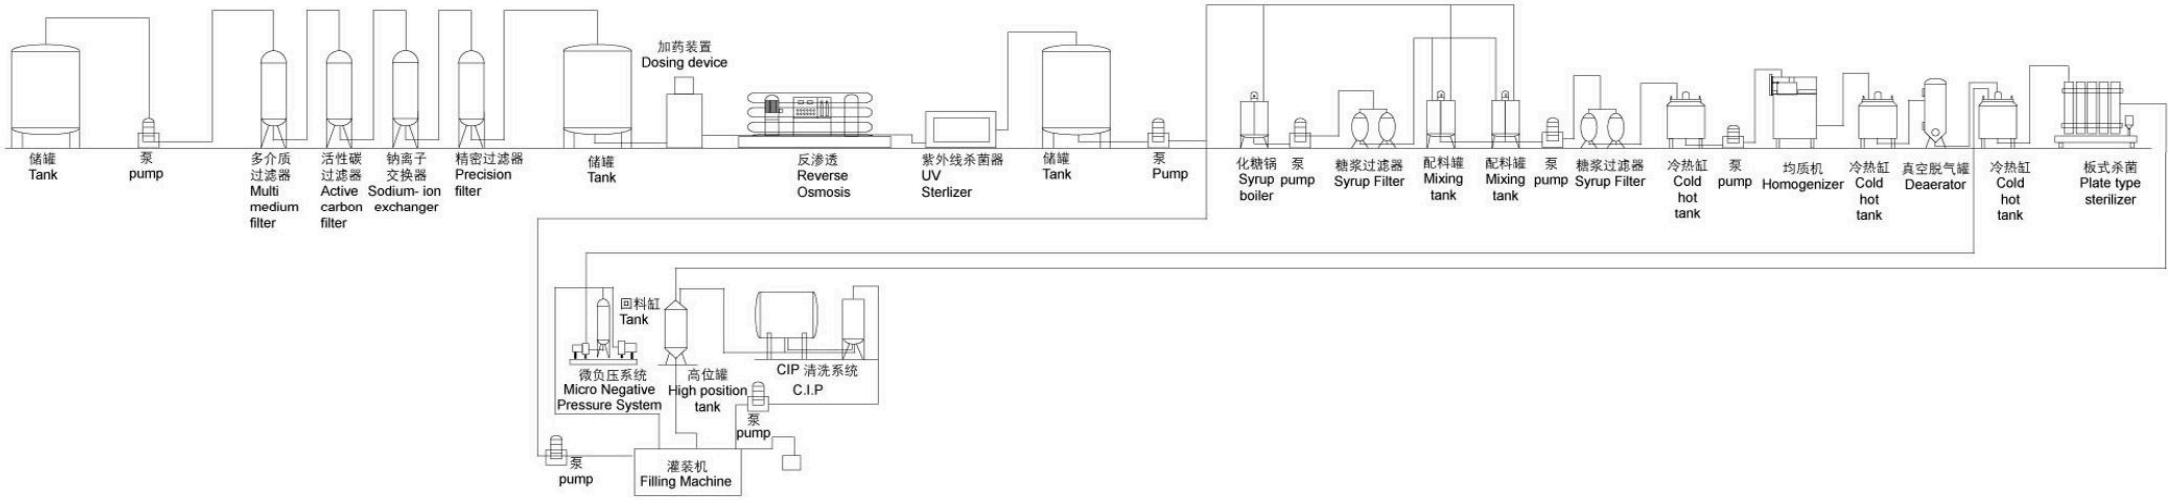 储罐
Tank
泵
pump
多介质
过滤器
Multi
medium
filter
活性碳
过滤器
Active
carbon
filter
钠离子
交换器
Sodium- ion
exchanger
精密过滤器
Precision
filter
储罐
Tank
加药装置
Dosing device
反渗透
Reverse
Osmosis
紫外线杀菌器
UV
Sterlizer
储罐
Tank
泵
Pump
化糖锅
Syrup
boiler
泵
pump
糖浆过滤器
Syrup Filter
配料罐
Mixing
tank
配料罐
Mixing
tank
泵
pump
糖浆过滤器
Syrup Filter
冷热缸
Cold
hot
tank
泵
pump
均质机
Homogenizer
冷热缸
Cold
hot
tank
真空脱气罐
Deaerator
冷热缸
Cold
hot
tank
板式杀菌
Plate type
sterilizer
回料缸
Tank
微负压系统
Micro Negative
Pressure System
高位罐
High position
tank
CIP 清洗系统
C.I.P
泵
pump
泵
pump
灌装机
Filling Machine